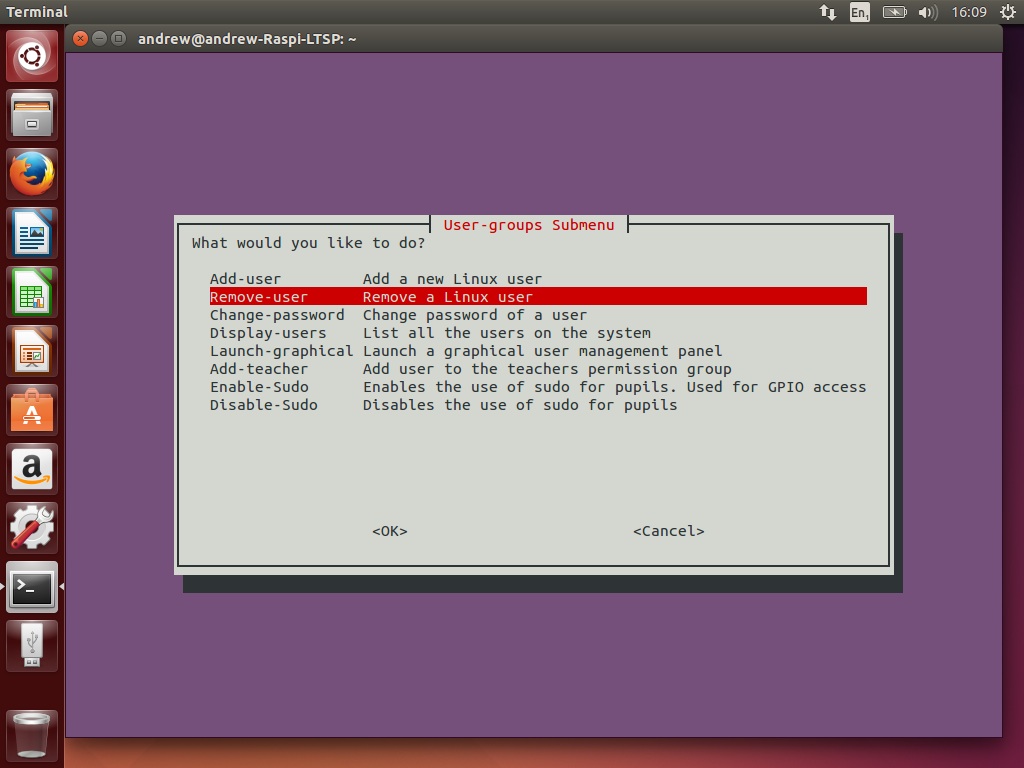 Terminal
En1
16:09
andrew@andrew-Raspi-LTSP: ~
User-groups Submenu
What would you like to do?
Add-user Add a new Linux user
Remove-user Remove a Linux user
Change-password Change password of a user
Display-users List all the users on the system
Launch-graphical Launch a graphical user management panel
Add-teacher Add user to the teachers permission group
Enable-Sudo Enables the use of sudo for pupils. Used for GPIO access
Disable-Sudo Disables the use of sudo for pupils
<OK> <Cancel>